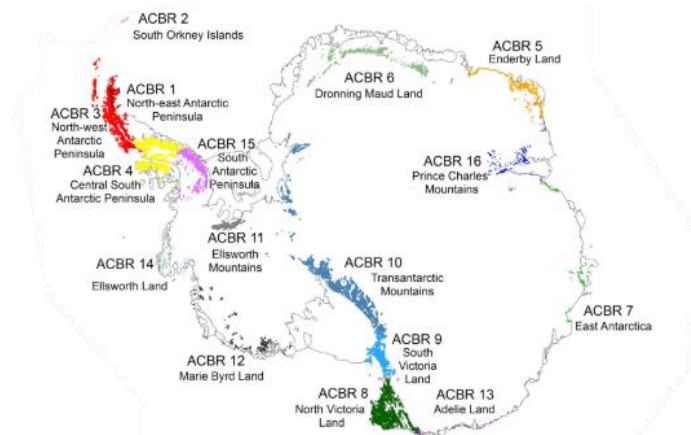 ACBR 2
South Orkney Islands
ACBR 5
Enderby Land
ACBR 6
Dronning Maud Land
ACBR 1
North-east Antarctic
Peninsula
ACBR 3
North-west
Antarctic
Peninsula
ACBR 15
South
Antarctic
Peninsula
ACBR 4
Central South
Antarctic Peninsula
ACBR 16
Prince Charles
Mountains
ACBR 11
Ellsworth
Mountains
ACBR 14
Ellsworth Land
ACBR 10
Transantarctic
Mountains
ACBR 7
East Antarctica
ACBR 9
South
Victoria
Land
ACBR 12
Marie Byrd Land
ACBR 8
North Victoria
Land
ACBR 13
Adelie Land